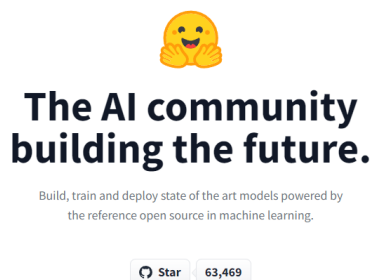 The AI community
building the future.
Build, train and deploy state of the art models powered by
the reference open source in machine learning.
Star 63,469